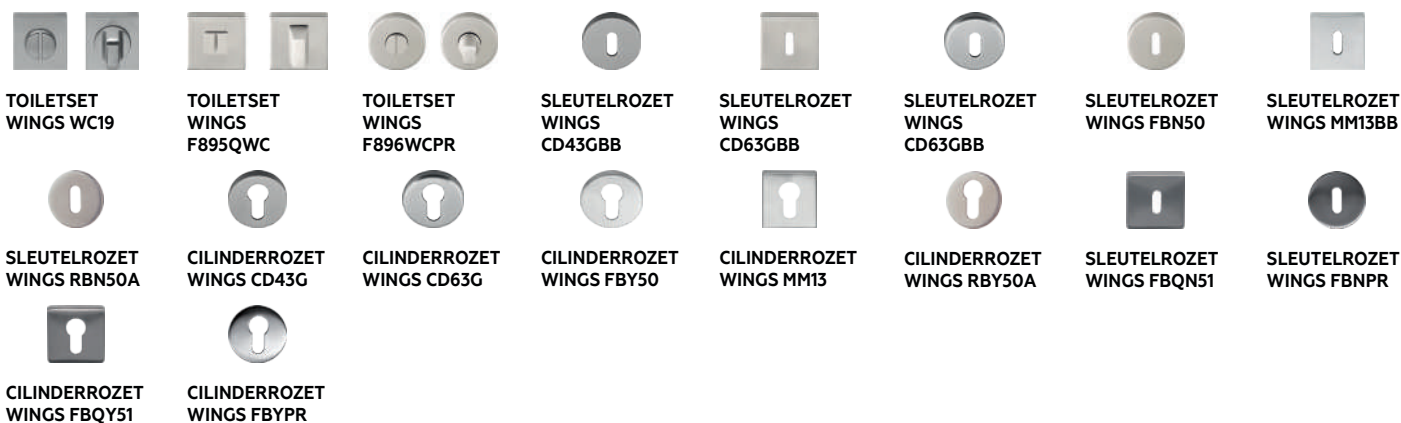 TOILETSET
WINGS WC19
TOILETSET
WINGS
F895QWC
TOILETSET
WINGS
F896WCPR
SLEUTELROZET
WINGS
CD43GBB
SLEUTELROZET
WINGS
CD63GBB
SLEUTELROZET
WINGS
CD63GBB
SLEUTELROZET
WINGS FBN50
SLEUTELROZET
WINGS MM13BB
SLEUTELROZET
WINGS RBN50A
CILINDERROZET
WINGS CD43G
CILINDERROZET
WINGS CD63G
CILINDERROZET
WINGS FBY50
CILINDERROZET
WINGS MM13
CILINDERROZET
WINGS RBY50A
SLEUTELROZET
WINGS FBQN51
SLEUTELROZET
WINGS FBNPR
CILINDERROZET
WINGS FBQY51
CILINDERROZET
WINGS FBYPR